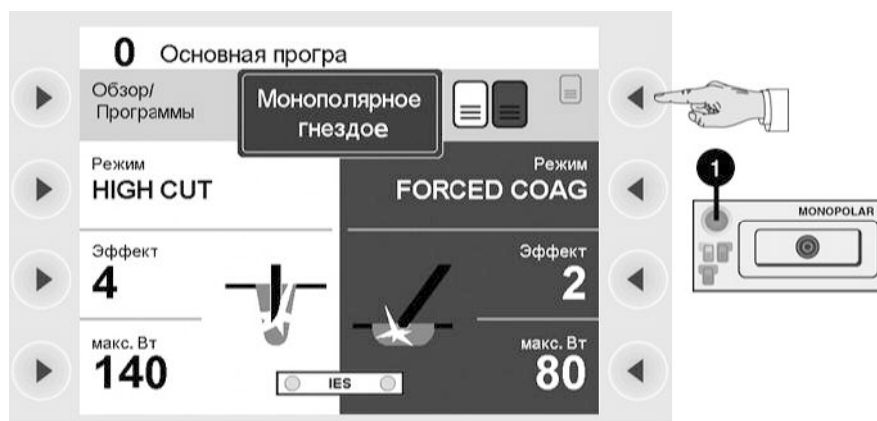 0 Основная програ
Обзор/
Программы
Монополярное
гнездое
Режим
HIGH CUT
Режим
FORCED COAG
Эффект
4
Эффект
2
макс. Вт
140
макс. Вт
80
IES
1
MONOPOLAR